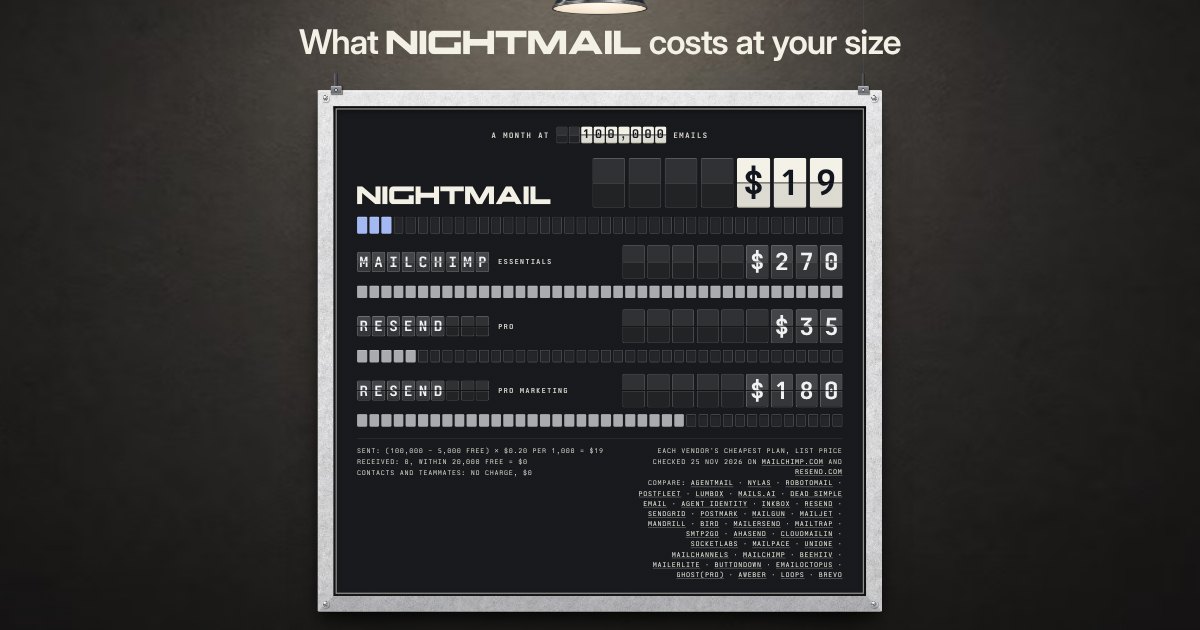 What NIGHTMAIL costs at your size
A MONTH AT 100,000 EMAILS
NIGHTMAIL $19
MAILCHIMP ESSENTIALS $270
RESEND PRO $35
RESEND PRO MARKETING $180
SENT: (100,000 − 5,000 FREE) × $0.20 PER 1,000 = $19
RECEIVED: 0, WITHIN 20,000 FREE = $0
CONTACTS AND TEAMMATES: NO CHARGE, $0
EACH VENDOR'S CHEAPEST PLAN, LIST PRICE
CHECKED 25 NOV 2026 ON MAILCHIMP.COM AND
RESEND.COM
COMPARE: AGENTMAIL · NYLAS · ROBOTOMAIL ·
POSTFLEET · LUMBOX · MAILS.AI · DEAD SIMPLE
EMAIL · AGENT IDENTITY · INKBOX · RESEND ·
SENDGRID · POSTMARK · MAILGUN · MAILJET ·
MANDRILL · BIRD · MAILERSEND · MAILTRAP ·
SMTP2GO · AHASEND · CLOUDMAILIN ·
SOCKETLABS · MAILPACE · UNIONE ·
MAILCHANNELS · MAILCHIMP · BEEHIIV ·
MAILERLITE · BUTTONDOWN · EMAILOCTOPUS ·
GHOST(PRO) · AWEBER · LOOPS · BREVO